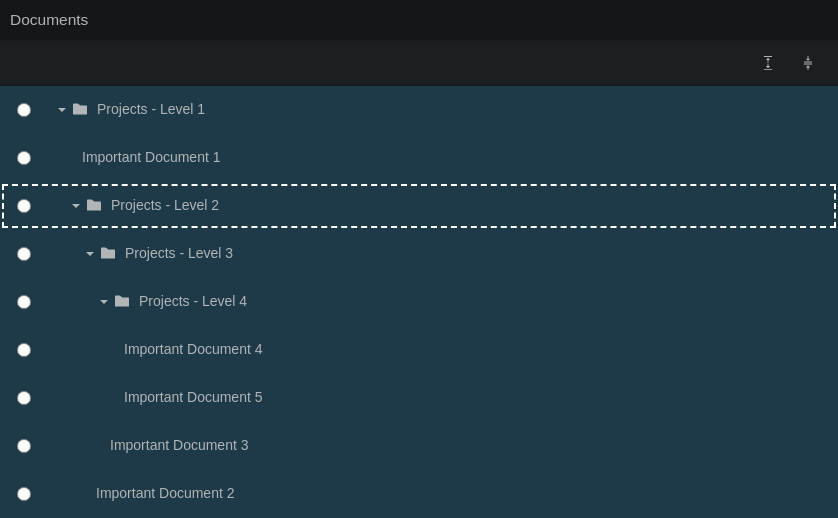 Documents
Projects - Level 1
Important Document 1
Projects - Level 2
Projects - Level 3
Projects - Level 4
Important Document 4
Important Document 5
Important Document 3
Important Document 2